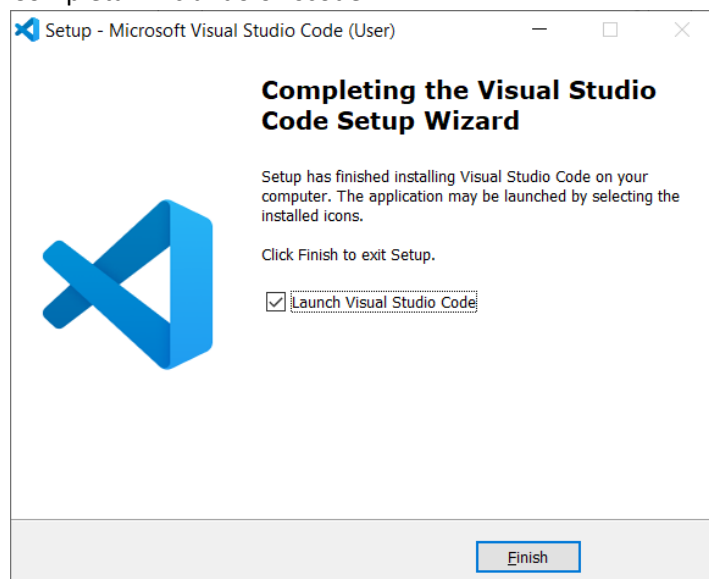 Setup - Microsoft Visual Studio Code (User)
Completing the Visual Studio
Code Setup Wizard
Setup has finished installing Visual Studio Code on your
computer. The application may be launched by selecting the
installed icons.
Click Finish to exit Setup.
Launch Visual Studio Code
Finish